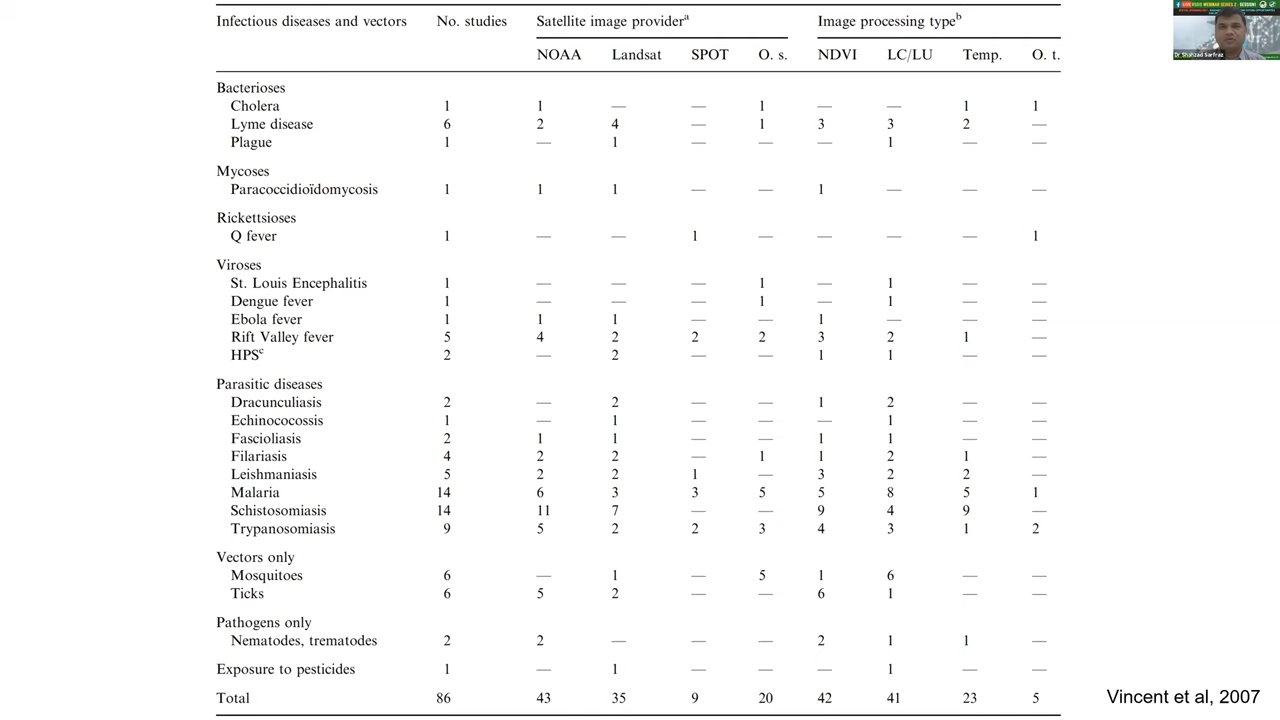 Infectious diseases and vectors No. studies Satellite image providerᵃ Image processing typeᵇ
NOAA Landsat SPOT O. s. NDVI LC/LU Temp. O. t.
Bacterioses
Cholera 1 1 — — 1 — — 1 1
Lyme disease 6 2 4 — 1 3 3 2 —
Plague 1 — 1 — — — 1 — —
Mycoses
Paracoccidioïdomycosis 1 1 1 — — 1 — — —
Rickettsioses
Q fever 1 — — 1 — — — — 1
Viroses
St. Louis Encephalitis 1 — — — 1 — 1 — —
Dengue fever 1 — — — 1 — 1 — —
Ebola fever 1 1 1 — — 1 — — —
Rift Valley fever 5 4 2 2 2 3 2 1 —
HPSᶜ 2 — 2 — — 1 1 — —
Parasitic diseases
Dracunculiasis 2 — 2 — — 1 2 — —
Echinococossis 1 — 1 — — — 1 — —
Fascioliasis 2 1 1 — — 1 1 — —
Filariasis 4 2 2 — 1 1 2 1 —
Leishmaniasis 5 2 2 1 — 3 2 2 —
Malaria 14 6 3 3 5 5 8 5 1
Schistosomiasis 14 11 7 — — 9 4 9 —
Trypanosomiasis 9 5 2 2 3 4 3 1 2
Vectors only
Mosquitoes 6 — 1 — 5 1 6 — —
Ticks 6 5 2 — — 6 1 — —
Pathogens only
Nematodes, trematodes 2 2 — — — 2 1 1 —
Exposure to pesticides 1 — 1 — — — 1 — —
Total 86 43 35 9 20 42 41 23 5
Vincent et al, 2007
Dr Shahzad Sarfraz